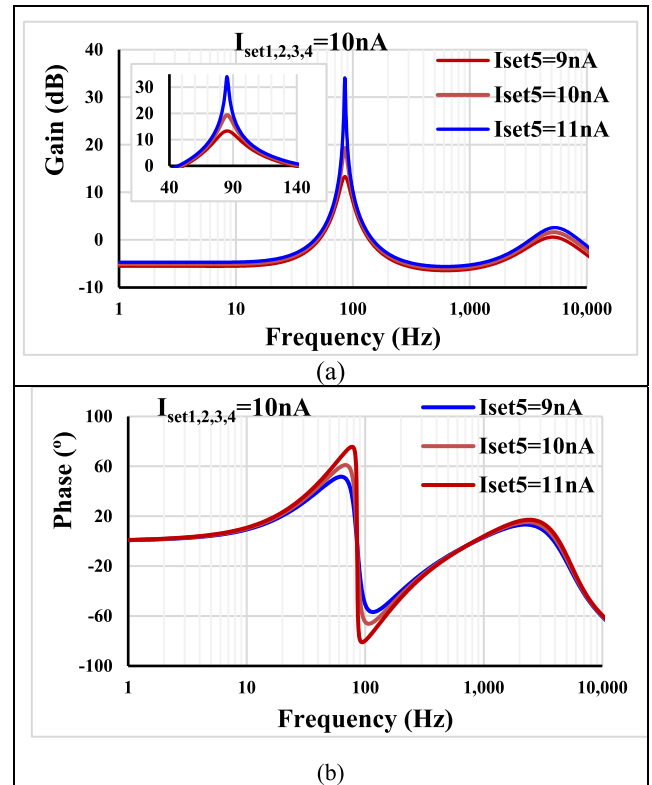 I_set1,2,3,4=10nA
Iset5=9nA
Iset5=10nA
Iset5=11nA
Gain (dB)
40
30
20
10
0
-10
30
20
10
0
40 90 140
1 10 100 1,000 10,000
Frequency (Hz)
(a)
I_set1,2,3,4=10nA
Iset5=9nA
Iset5=10nA
Iset5=11nA
Phase (º)
100
60
20
-20
-60
-100
1 10 100 1,000 10,000
Frequency (Hz)
(b)